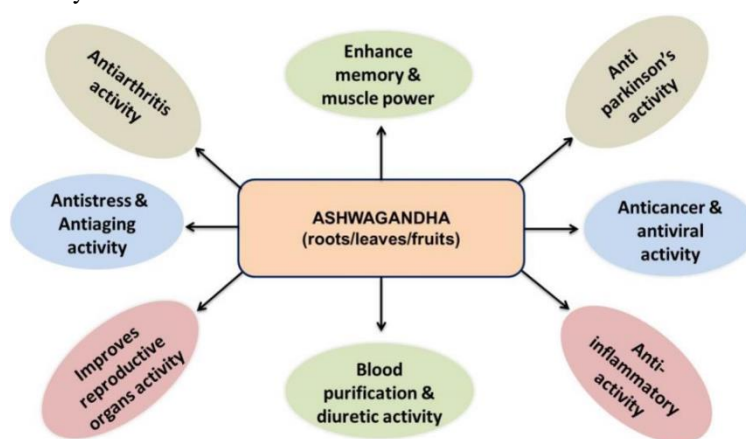 Antiarthritis
activity
Enhance
memory &
muscle power
Anti
parkinson's
activity
Antistress &
Antiaging
activity
ASHWAGANDHA
(roots/leaves/fruits)
Anticancer &
antiviral
activity
Improves
reproductive
organs activity
Blood
purification &
diuretic activity
Anti-
inflammatory
activity